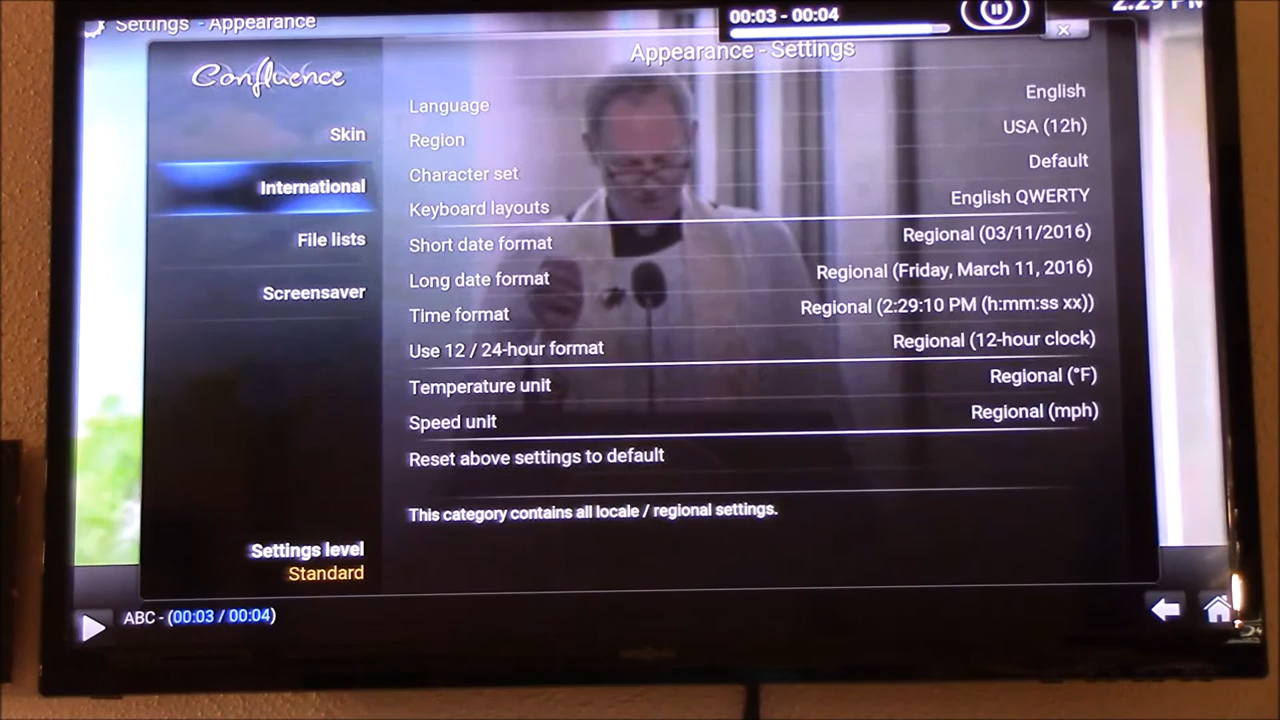 Settings - Appearance
00:03 - 00:04
2:29 PM
Appearance - Settings
Confluence
Skin
International
File lists
Screensaver
Language English
Region USA (12h)
Character set Default
Keyboard layouts English QWERTY
Short date format Regional (03/11/2016)
Long date format Regional (Friday, March 11, 2016)
Time format Regional (2:29:10 PM (h:mm:ss xx))
Use 12 / 24-hour format Regional (12-hour clock)
Temperature unit Regional (°F)
Speed unit Regional (mph)
Reset above settings to default
This category contains all locale / regional settings.
Settings level
Standard
ABC - (00:03 / 00:04)